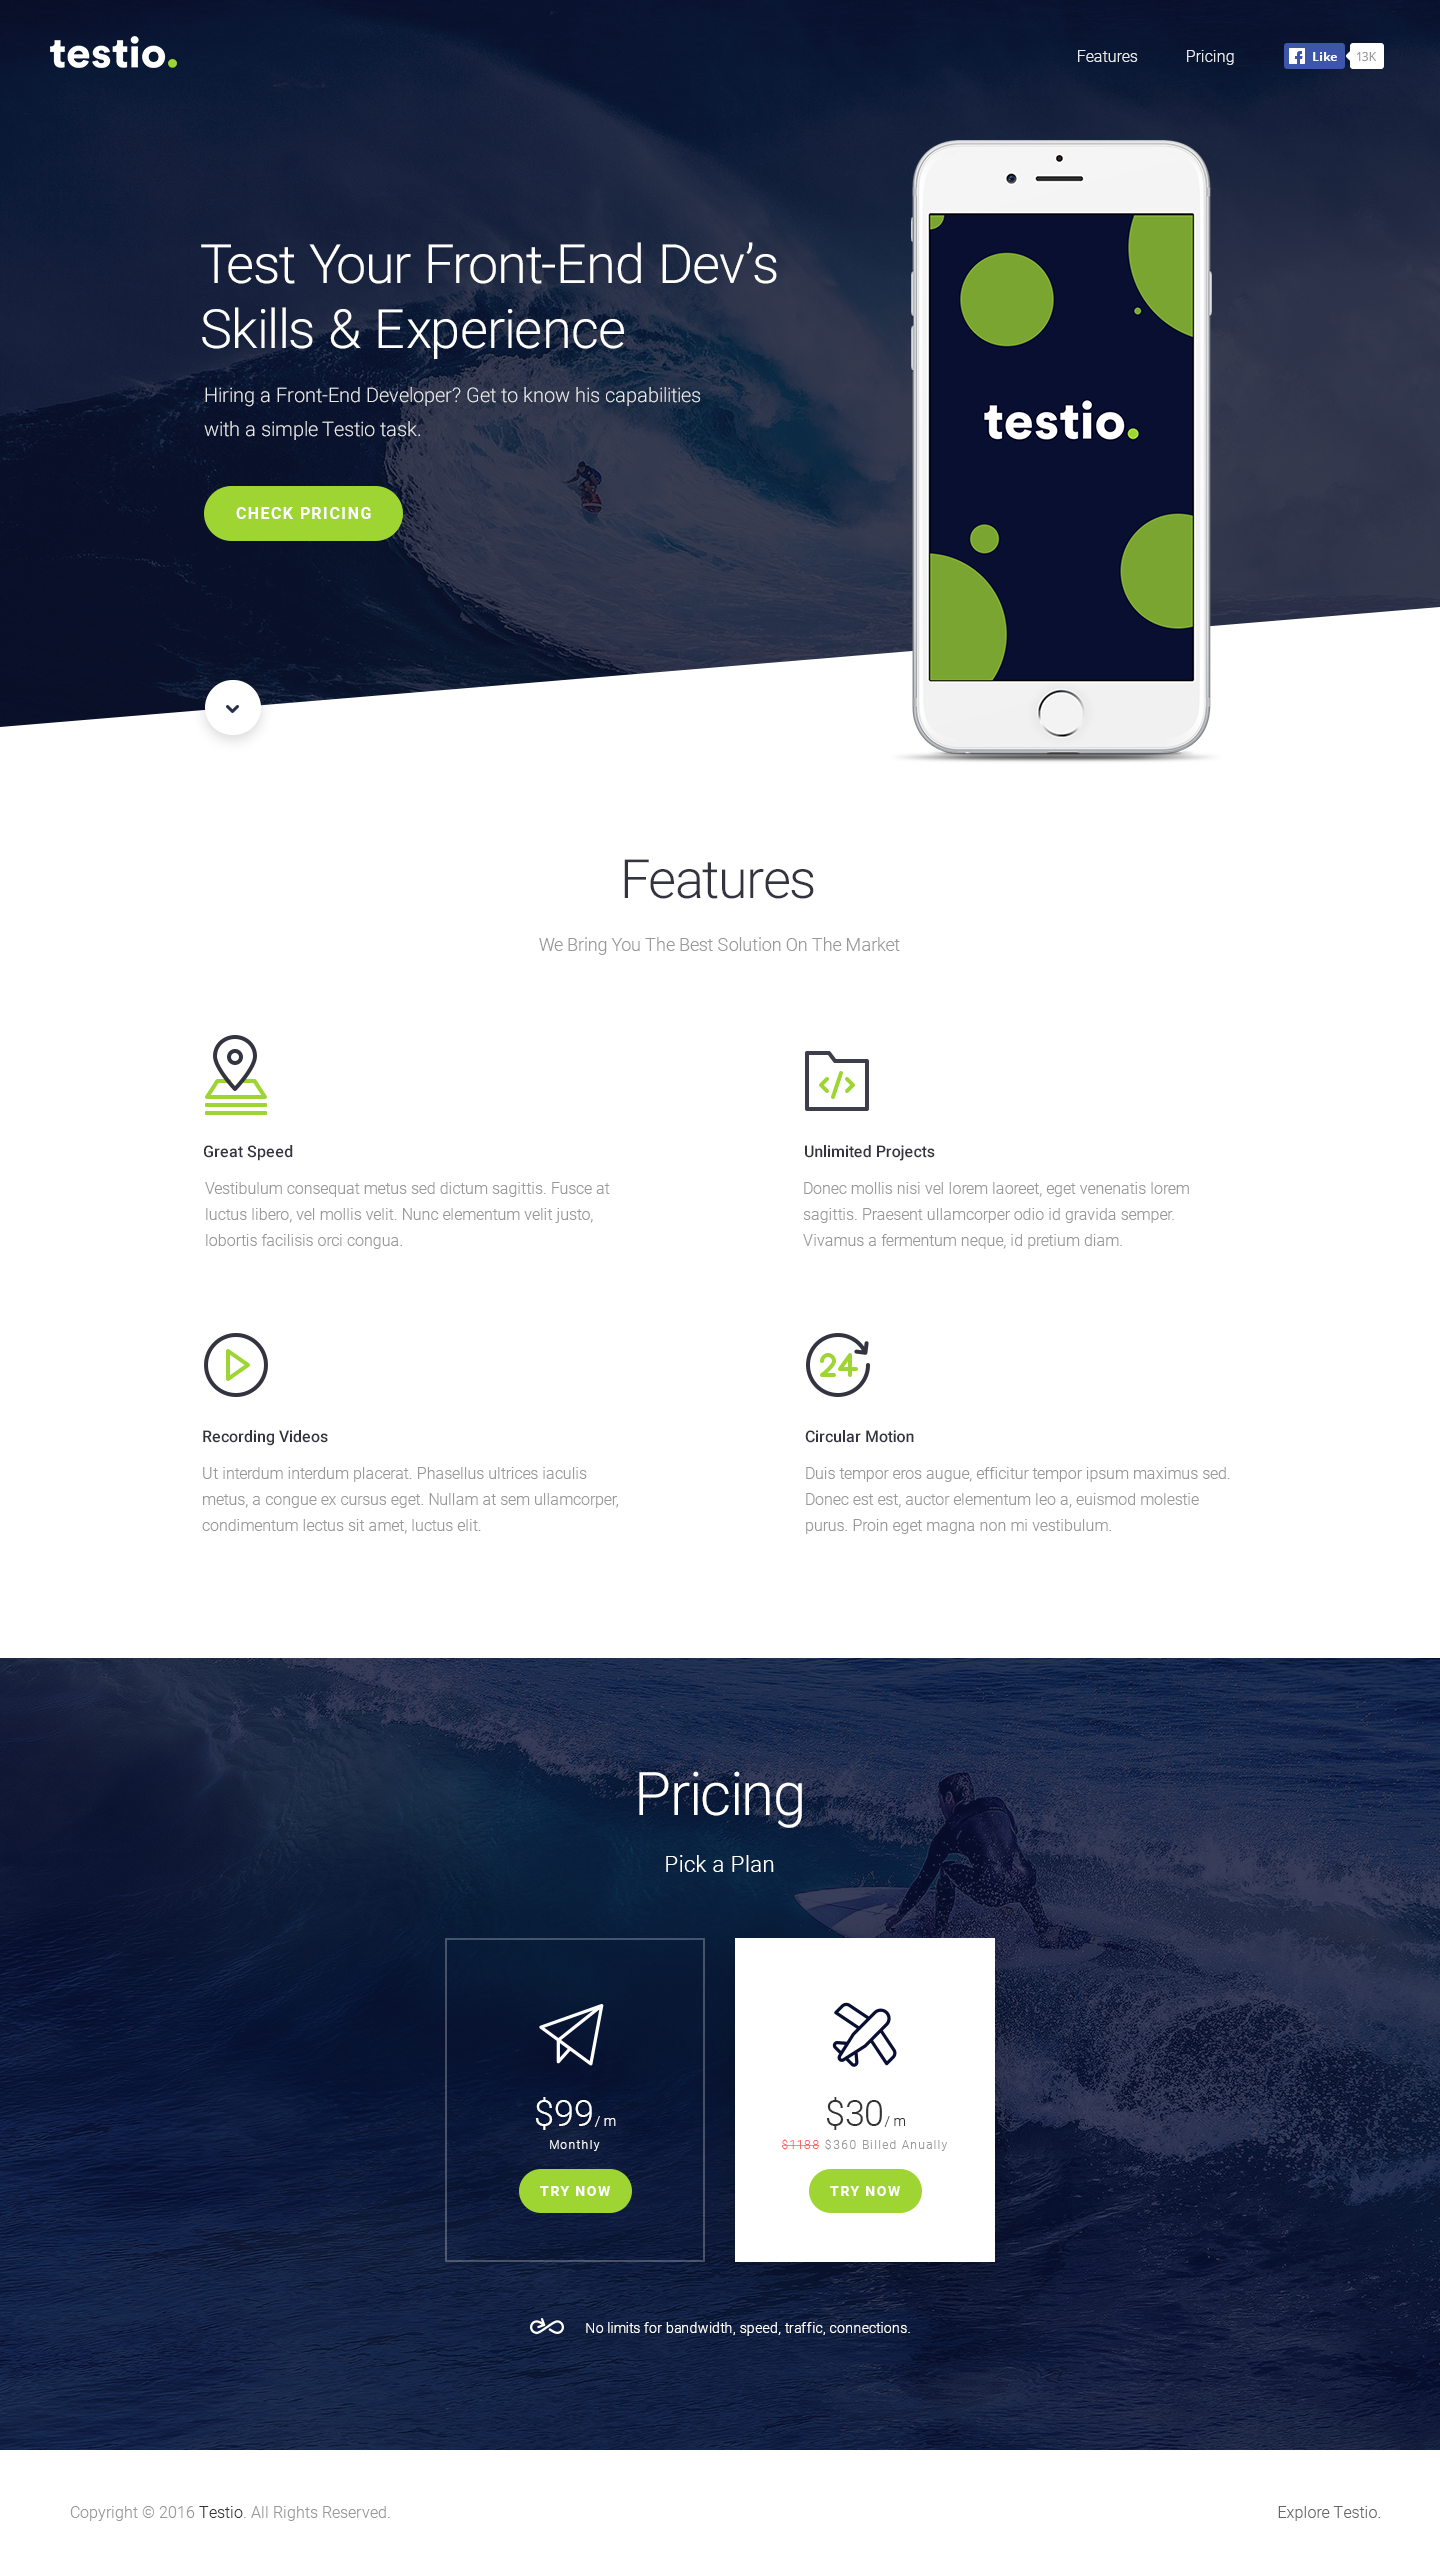 testio.
Features
Pricing
Like
13K
Test Your Front-End Dev’s
Skills & Experience
Hiring a Front-End Developer? Get to know his capabilities
with a simple Testio task.
CHECK PRICING
testio.
Features
We Bring You The Best Solution On The Market
Great Speed
Vestibulum consequat metus sed dictum sagittis. Fusce at
luctus libero, vel mollis velit. Nunc elementum velit justo,
lobortis facilisis orci congua.
Unlimited Projects
Donec mollis nisi vel lorem laoreet, eget venenatis lorem
sagittis. Praesent ullamcorper odio id gravida semper.
Vivamus a fermentum neque, id pretium diam.
Recording Videos
Ut interdum interdum placerat. Phasellus ultrices iaculis
metus, a congue ex cursus eget. Nullam at sem ullamcorper,
condimentum lectus sit amet, luctus elit.
24
Circular Motion
Duis tempor eros augue, efficitur tempor ipsum maximus sed.
Donec est est, auctor elementum leo a, euismod molestie
purus. Proin eget magna non mi vestibulum.
Pricing
Pick a Plan
$99/ m
Monthly
TRY NOW
$30/ m
$1188 $360 Billed Anually
TRY NOW
No limits for bandwidth, speed, traffic, connections.
Copyright © 2016 Testio. All Rights Reserved.
Explore Testio.